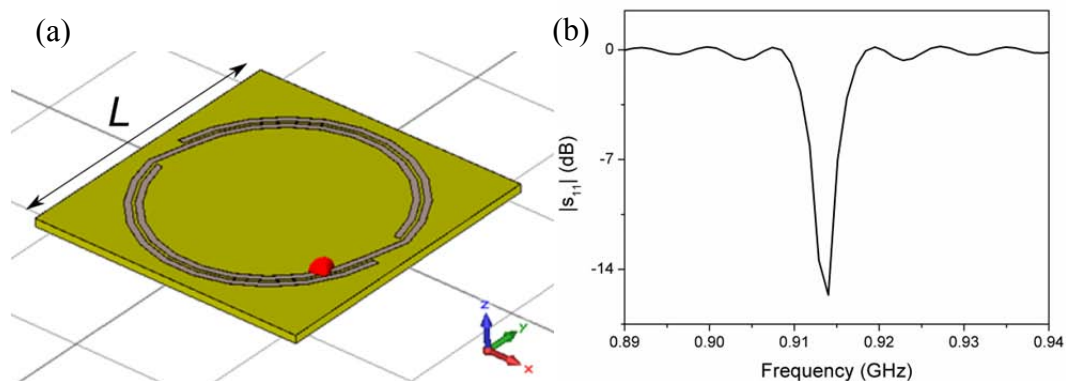 (a)
L
z
y
x
(b)
|s₁₁| (dB)
0
-7
-14
0.89 0.90 0.91 0.92 0.93 0.94
Frequency (GHz)